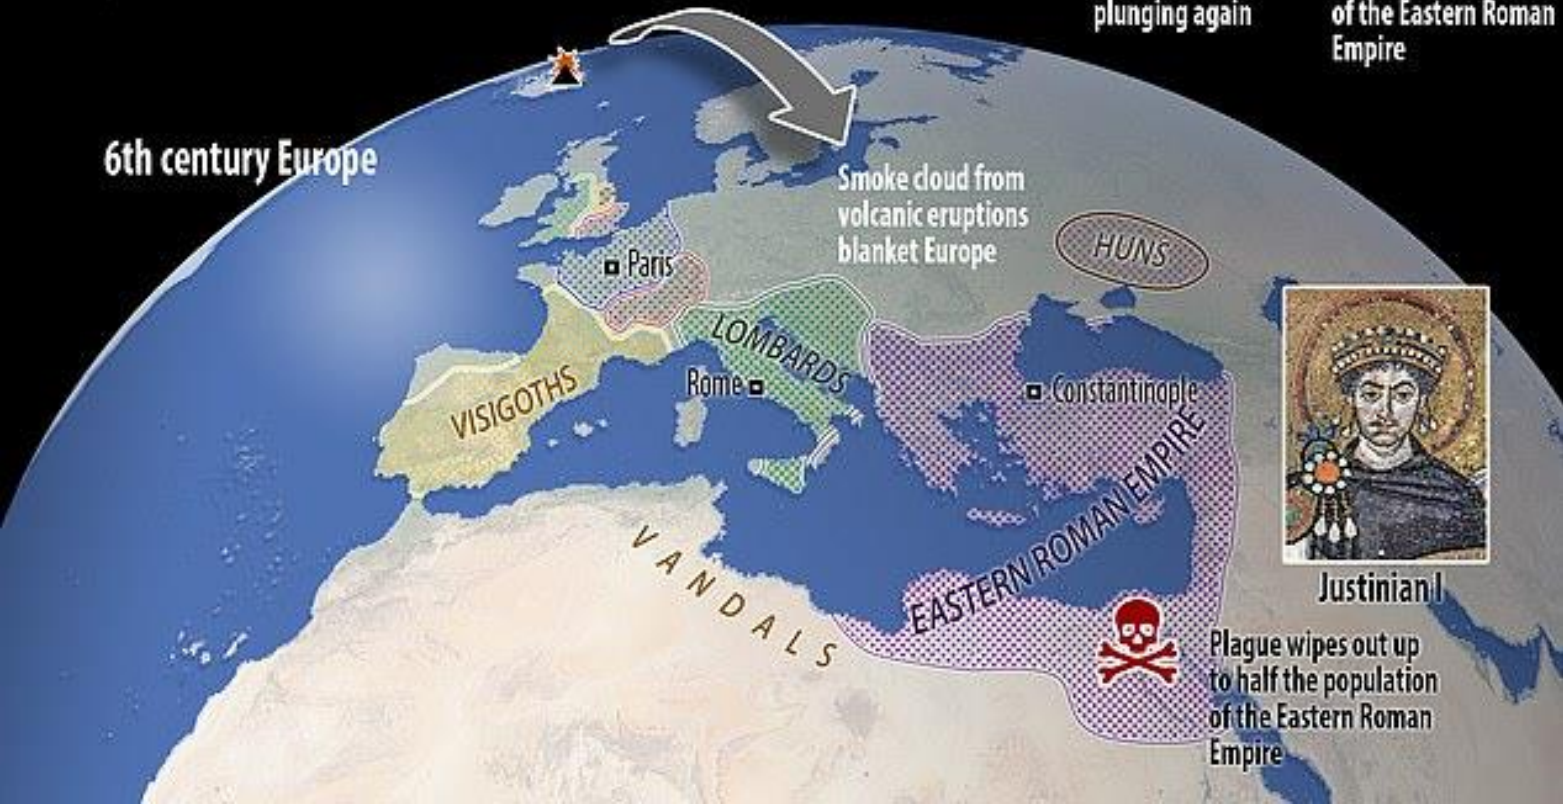 plunging again
of the Eastern Roman
Empire
6th century Europe
Smoke cloud from
volcanic eruptions
blanket Europe
HUNS
Paris
LOMBARDS
Rome
VISIGOTHS
Constantinople
EASTERN ROMAN EMPIRE
VANDALS
Justinian I
Plague wipes out up
to half the population
of the Eastern Roman
Empire